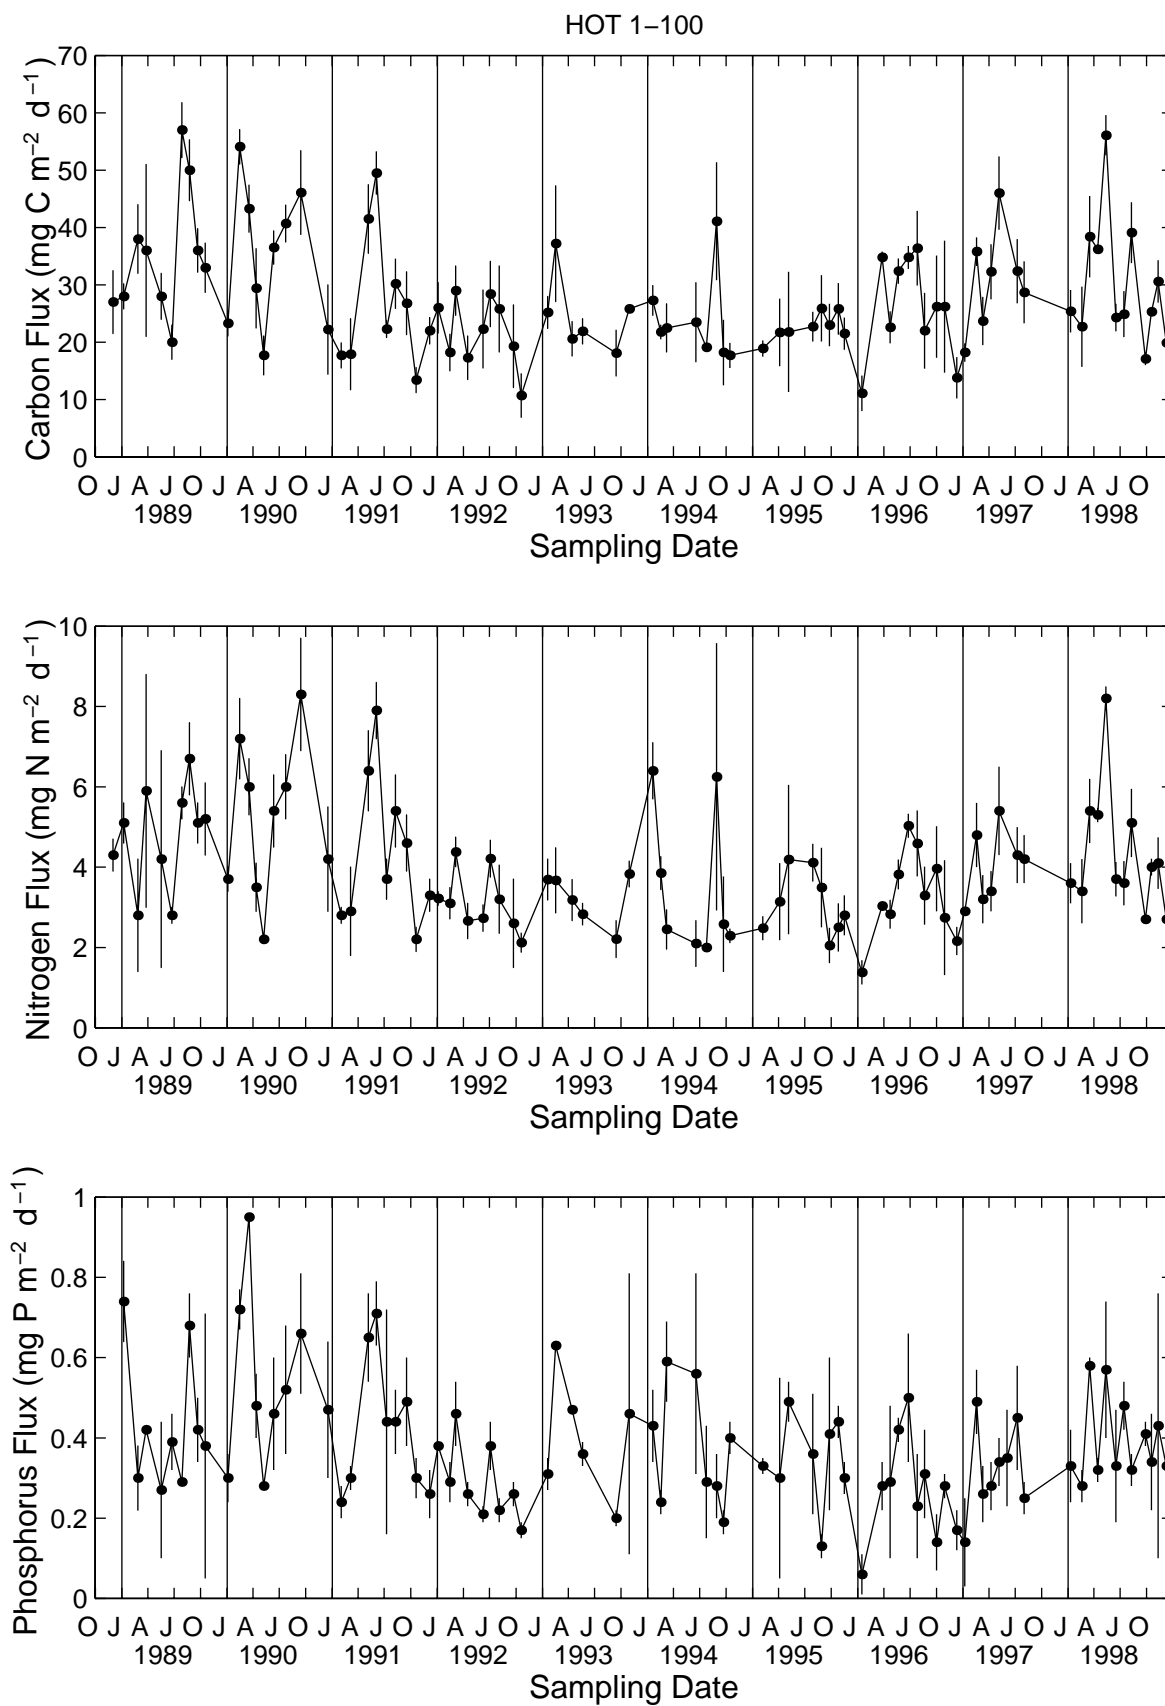 HOT 1−100
Carbon Flux (mg C m−2 d−1)
70
60
50
40
30
20
10
0
O J A J O J A J O J A J O J A J O J A J O J A J O J A J O J A J O J A J O J A J O
1989 1990 1991 1992 1993 1994 1995 1996 1997 1998
Sampling Date
Nitrogen Flux (mg N m−2 d−1)
10
8
6
4
2
0
O J A J O J A J O J A J O J A J O J A J O J A J O J A J O J A J O J A J O J A J O
1989 1990 1991 1992 1993 1994 1995 1996 1997 1998
Sampling Date
Phosphorus Flux (mg P m−2 d−1)
1
0.8
0.6
0.4
0.2
0
O J A J O J A J O J A J O J A J O J A J O J A J O J A J O J A J O J A J O J A J O
1989 1990 1991 1992 1993 1994 1995 1996 1997 1998
Sampling Date